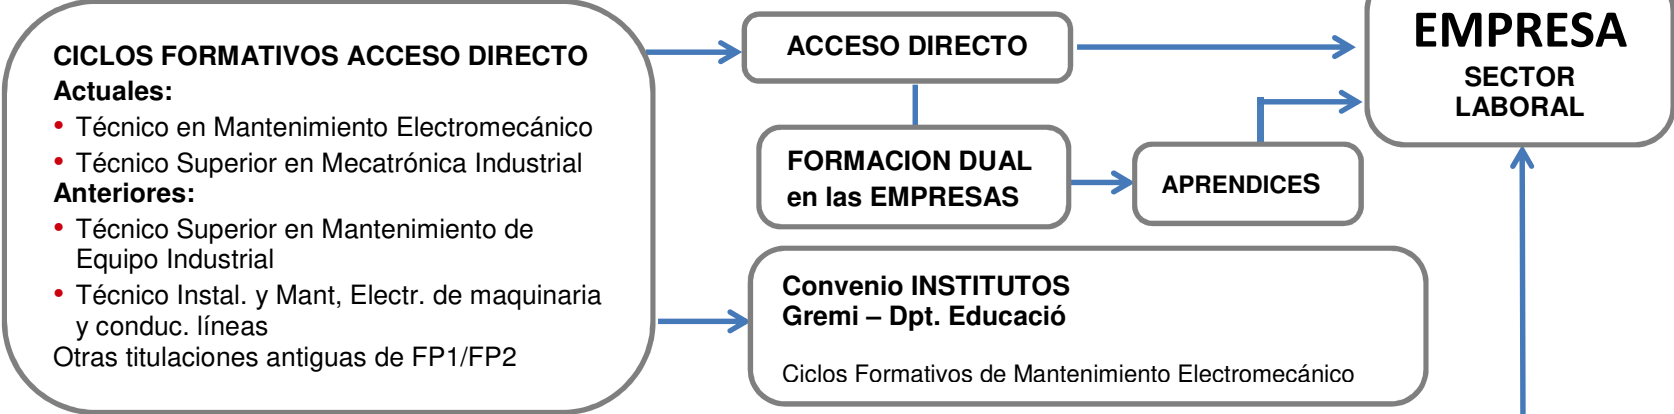 CICLOS FORMATIVOS ACCESO DIRECTO
Actuales:
• Técnico en Mantenimiento Electromecánico
• Técnico Superior en Mecatrónica Industrial
Anteriores:
• Técnico Superior en Mantenimiento de
Equipo Industrial
• Técnico Instal. y Mant, Electr. de maquinaria
y conduc. líneas
Otras titulaciones antiguas de FP1/FP2
ACCESO DIRECTO
FORMACION DUAL
en las EMPRESAS
APRENDICES
EMPRESA
SECTOR
LABORAL
Convenio INSTITUTOS
Gremi – Dpt. Educació
Ciclos Formativos de Mantenimiento Electromecánico